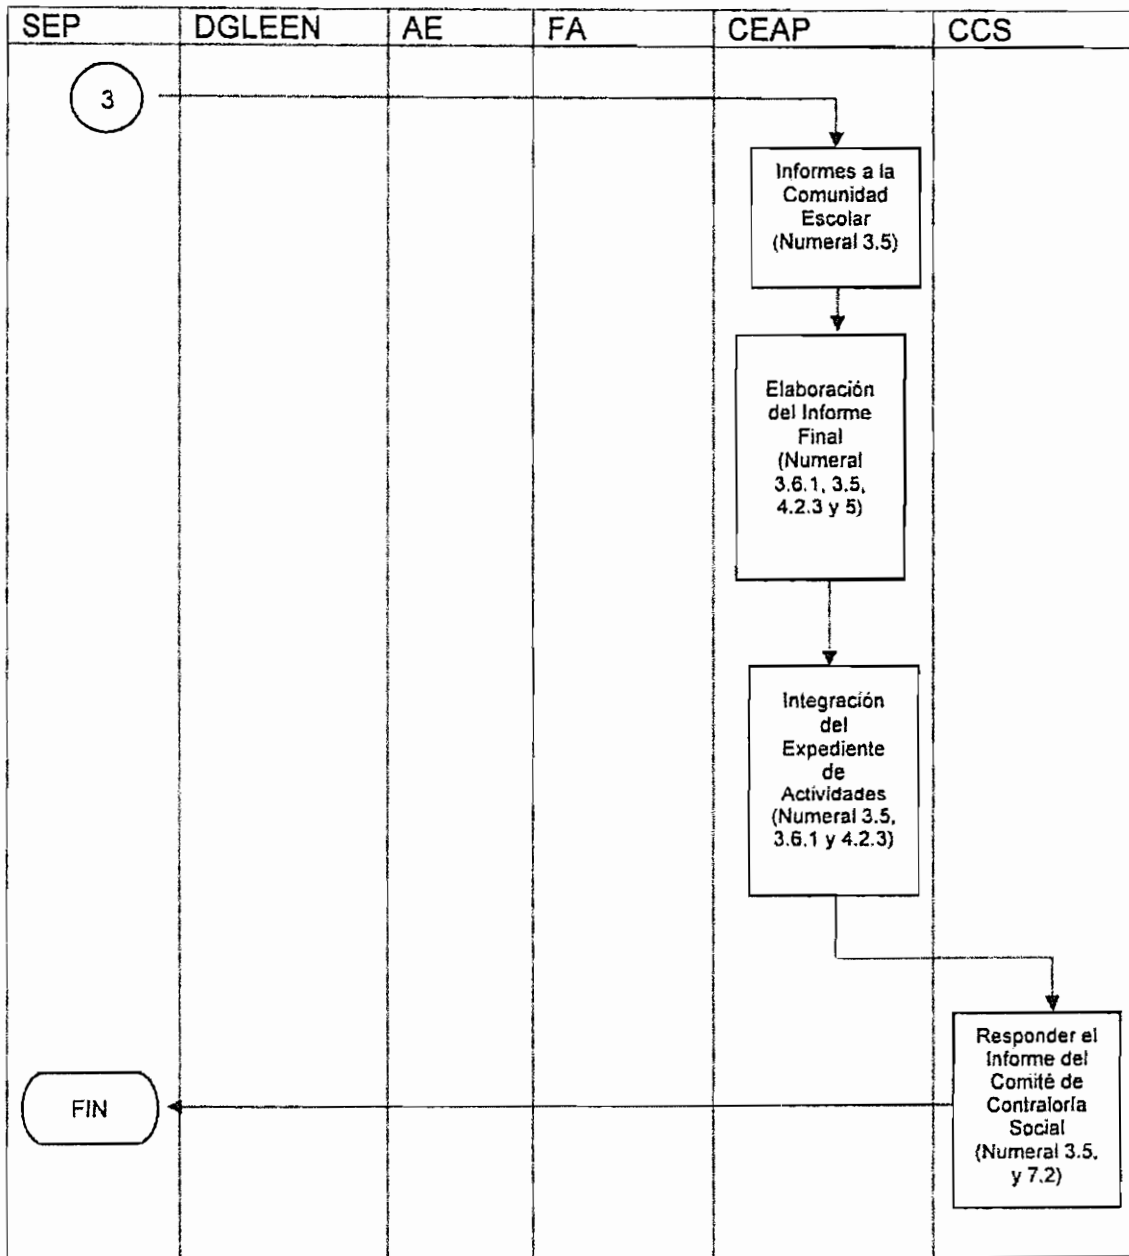 SEP DGLEEN AE FA CEAP CCS
3
Informes a la
Comunidad
Escolar
(Numeral 3.5)
Elaboración
del Informe
Final
(Numeral
3.6.1, 3.5,
4.2.3 y 5)
Integración
del
Expediente
de
Actividades
(Numeral 3.5,
3.6.1 y 4.2.3)
Responder el
Informe del
Comité de
Contraloría
Social
(Numeral 3.5,
y 7.2)
FIN